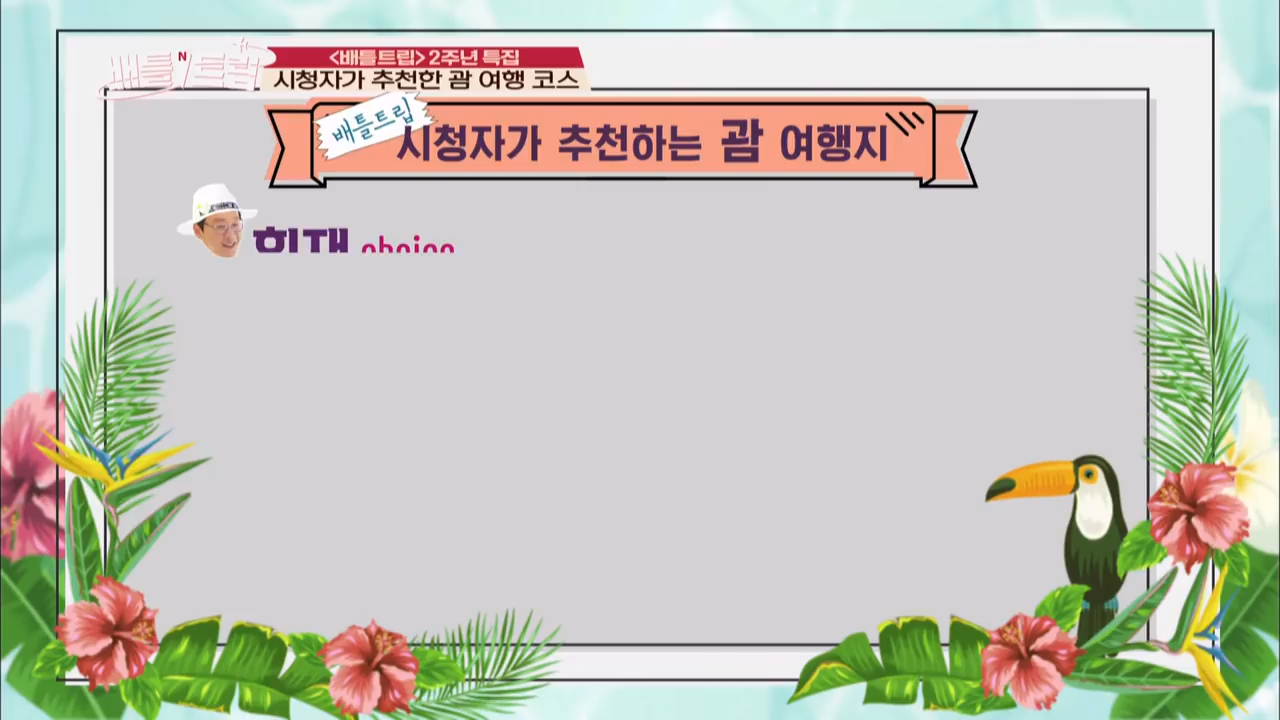 배틀트립
<배틀트립> 2주년 특집
시청자가 추천한 괌 여행 코스
배틀트립
시청자가 추천하는 괌 여행지